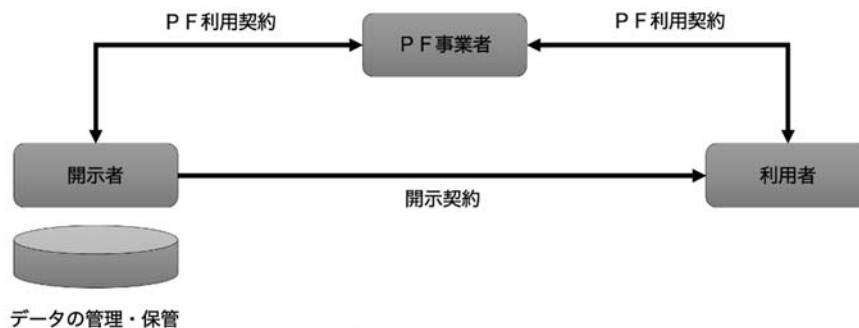 ＰＦ利用契約
ＰＦ事業者
ＰＦ利用契約
開示者
利用者
開示契約
データの管理・保管